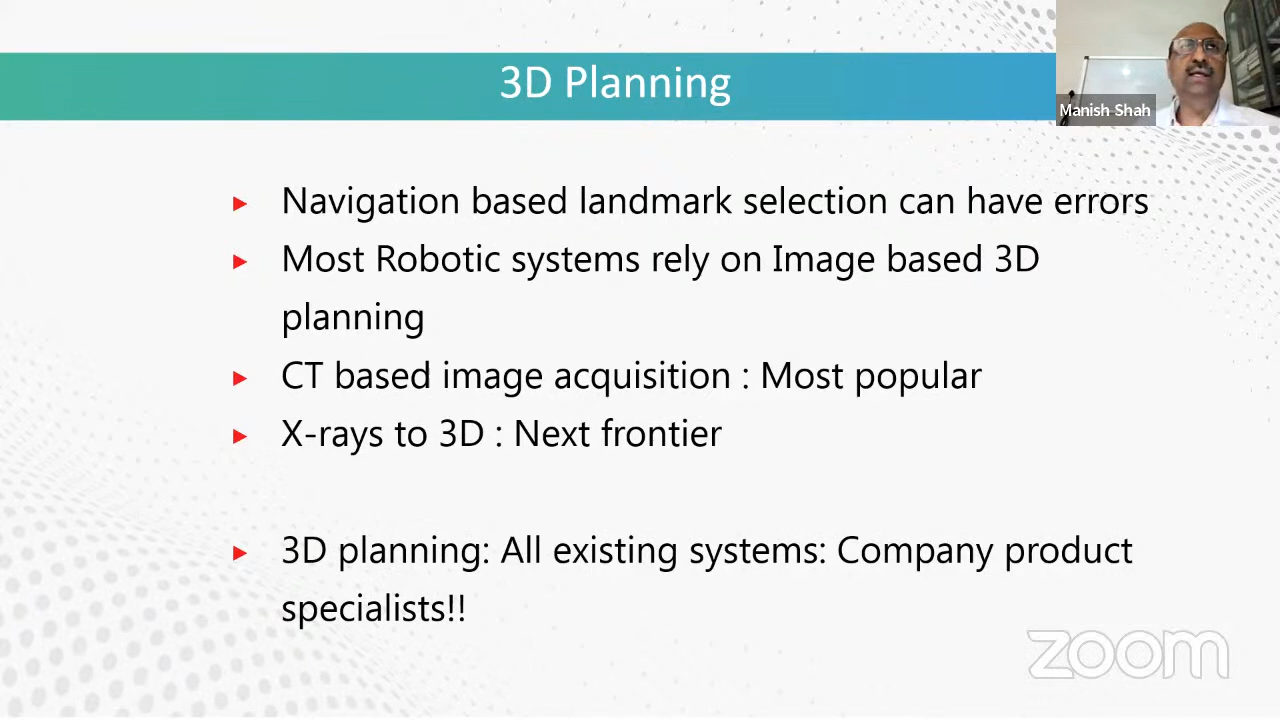 3D Planning
Manish Shah
► Navigation based landmark selection can have errors
► Most Robotic systems rely on Image based 3D
planning
► CT based image acquisition : Most popular
► X-rays to 3D : Next frontier
► 3D planning: All existing systems: Company product
specialists!!
zoom